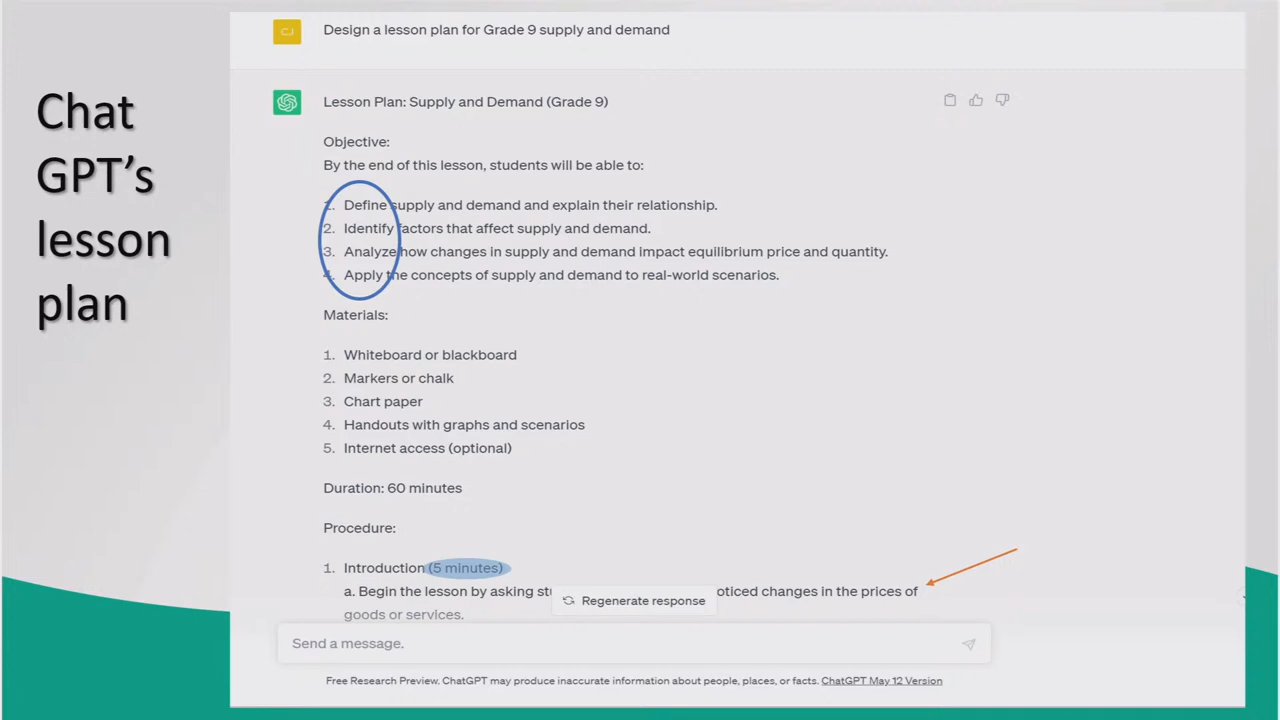 Chat
GPT's
lesson
plan
CJ
Design a lesson plan for Grade 9 supply and demand
Lesson Plan: Supply and Demand (Grade 9)
Objective:
By the end of this lesson, students will be able to:
1. Define supply and demand and explain their relationship.
2. Identify factors that affect supply and demand.
3. Analyze how changes in supply and demand impact equilibrium price and quantity.
4. Apply the concepts of supply and demand to real-world scenarios.
Materials:
1. Whiteboard or blackboard
2. Markers or chalk
3. Chart paper
4. Handouts with graphs and scenarios
5. Internet access (optional)
Duration: 60 minutes
Procedure:
1. Introduction (5 minutes)
a. Begin the lesson by asking changes in the prices of
Regenerate response
goods or services.
Send a message.
Free Research Preview. ChatGPT may produce inaccurate information about people, places, or facts. ChatGPT May 12 Version